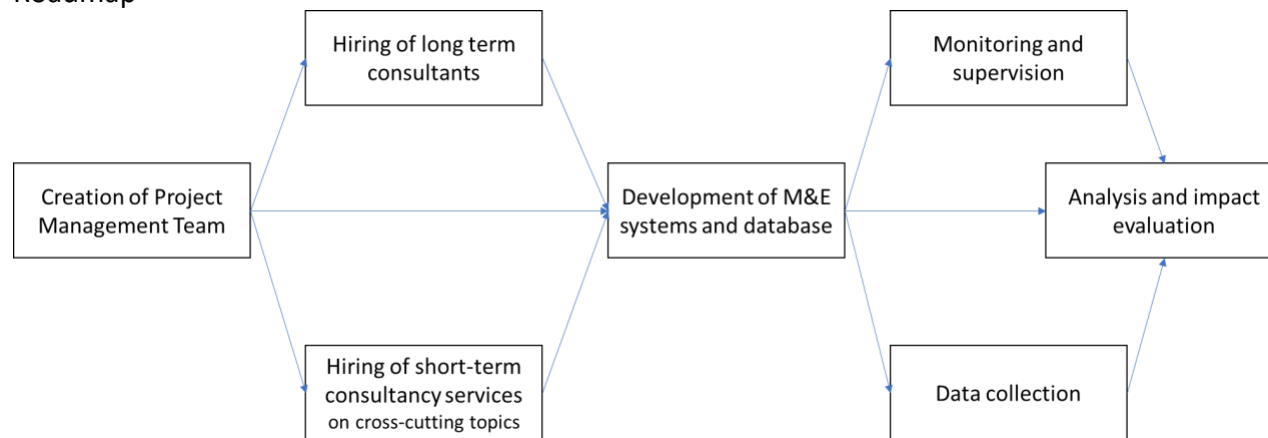 Roadmap
Hiring of long term
consultants
Monitoring and
supervision
Creation of Project
Management Team
Development of M&E
systems and database
Analysis and impact
evaluation
Hiring of short-term
consultancy services
on cross-cutting topics
Data collection